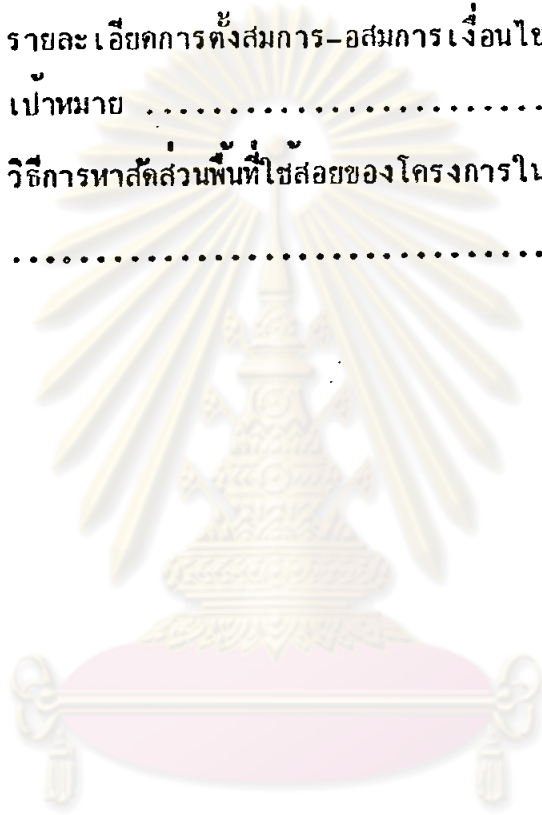 รายละเอียดการตั้งสมการ-อสมการเงื่อนไข
เป้าหมาย ........................
วิธีการหาสัดส่วนพื้นที่ใช้สอยของโครงการใน
................................